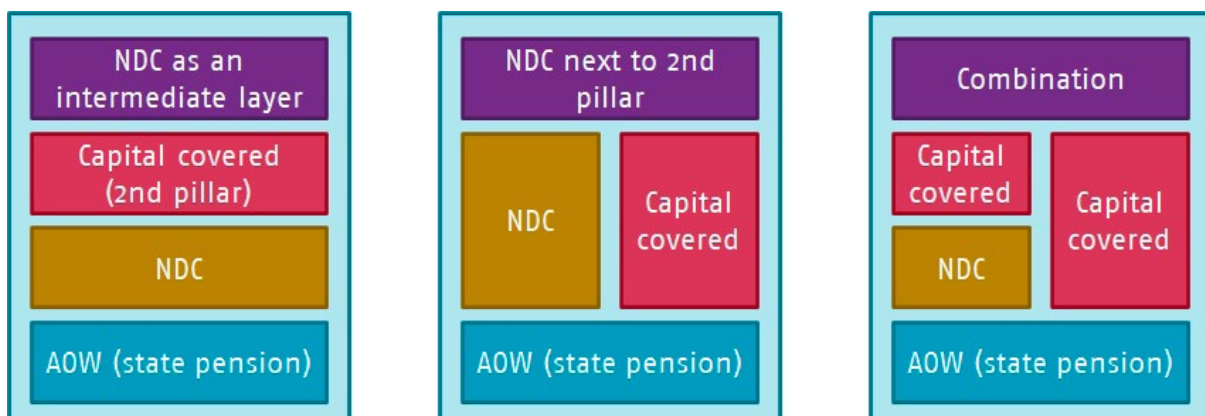 NDC as an
intermediate layer
Capital covered
(2nd pillar)
NDC
AOW (state pension)
NDC next to 2nd
pillar
NDC
Capital
covered
AOW (state pension)
Combination
Capital
covered
NDC
Capital
covered
AOW (state pension)